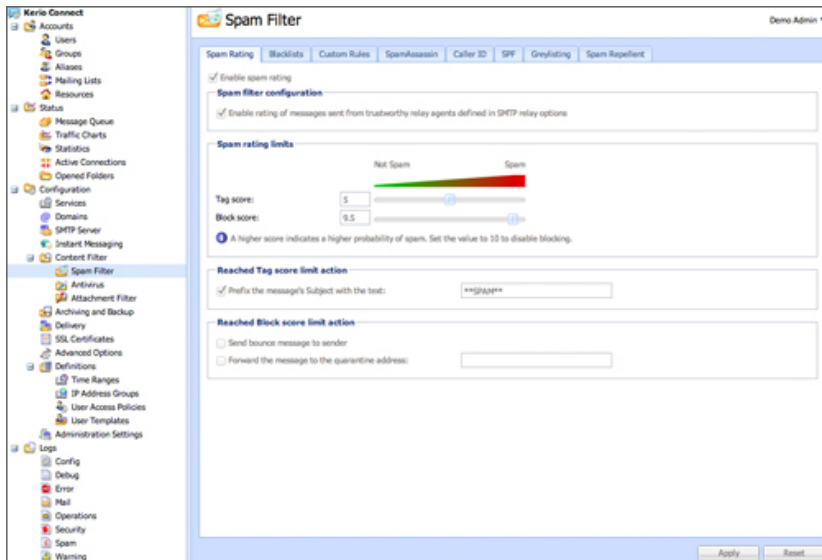 Kerio Connect
Accounts
Users
Groups
Aliases
Mailing Lists
Resources
Status
Message Queue
Traffic Charts
Statistics
Active Connections
Opened Folders
Configuration
Services
Domains
SMTP Server
Instant Messaging
Content Filter
Spam Filter
Antivirus
Attachment Filter
Archiving and Backup
Delivery
SSL Certificates
Advanced Options
Definitions
Time Ranges
IP Address Groups
User Access Policies
User Templates
Administration Settings
Logs
Config
Debug
Error
Mail
Operations
Security
Spam
Warning
Spam Filter
Demo Admin
Spam Rating Blacklists Custom Rules SpamAssassin Caller ID SPF Greylisting Spam Repellent
Enable spam rating
Spam filter configuration
Enable rating of messages sent from trustworthy relay agents defined in SMTP relay options
Spam rating limits
Not Spam Spam
Tag score: 5
Block score: 9.5
A higher score indicates a higher probability of spam. Set the value to 10 to disable blocking.
Reached Tag score limit action
Prefix the message's Subject with the text: **SPAM**
Reached Block score limit action
Send bounce message to sender
Forward the message to the quarantine address:
Apply Reset